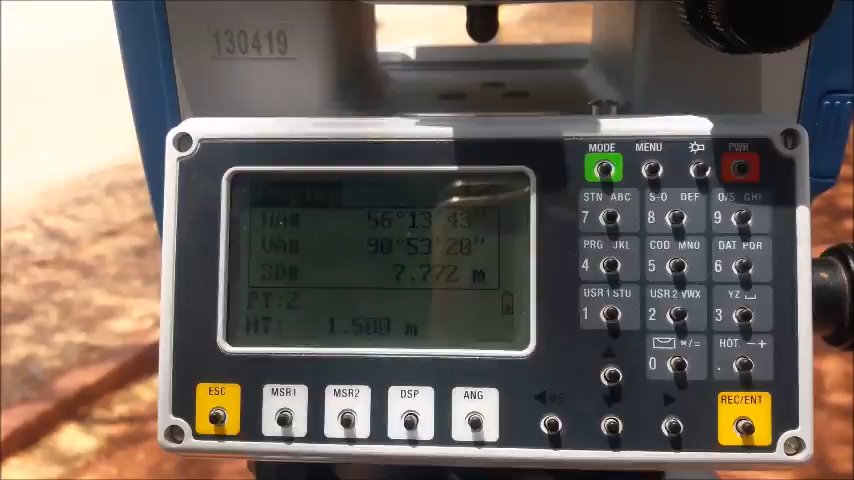 130419
MODE MENU PWR
HA# 56°13'43"
VA# 90°53'20"
SD# 7.772 m
PT:2
HT: 1.500 m
STN ABC S-O DEF O/S GHI
7 8 9
PRG JKL COD MNO DAT PQR
4 5 6
USR1 STU USR2 VWX YZ
1 2 3
*/= HOT -+
0 .
ESC MSR1 MSR2 DSP ANG REC/ENT